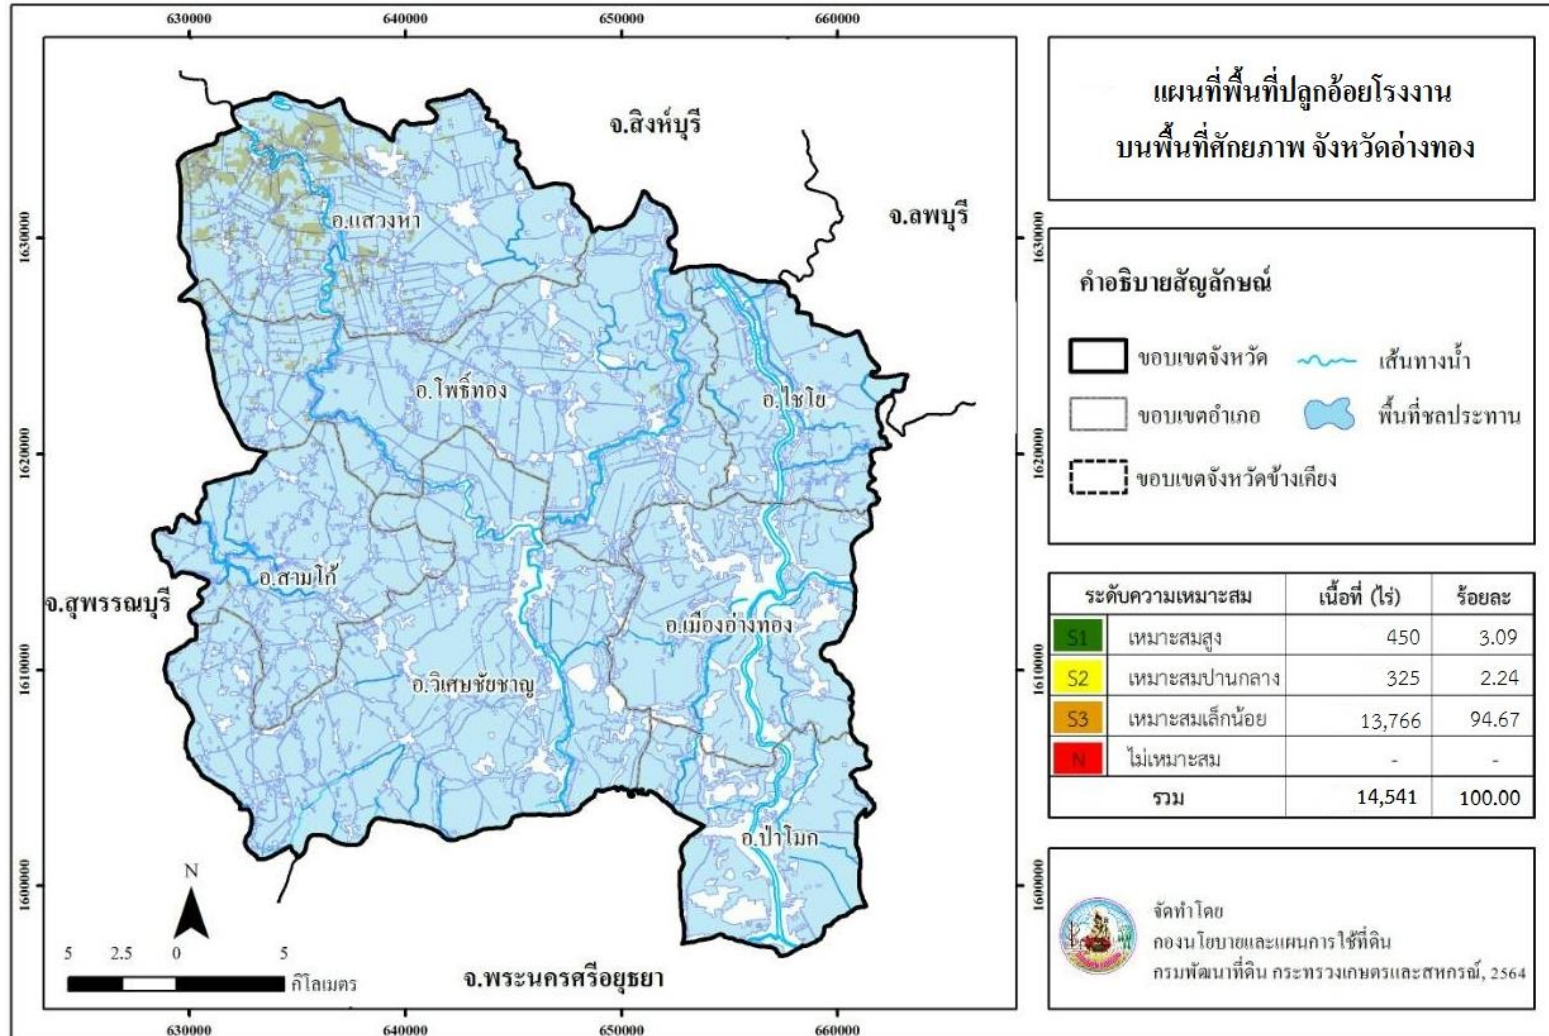 630000 640000 650000 660000
แผนที่พื้นที่ปลูกอ้อยโรงงาน
บนพื้นที่ศักยภาพ จังหวัดอ่างทอง
จ.สิงห์บุรี
จ.ลพบุรี
อ.แสวงหา
1630000
1630000
คำอธิบายสัญลักษณ์
ขอบเขตจังหวัด
เส้นทางน้ำ
ขอบเขตอำเภอ
พื้นที่ชลประทาน
ขอบเขตจังหวัดข้างเคียง
อ.โพธิ์ทอง
อ.ไชโย
1620000
1620000
อ.สามโก้
จ.สุพรรณบุรี
อ.เมืองอ่างทอง
อ.วิเศษชัยชาญ
1610000
1610000
ระดับความเหมาะสม เนื้อที่ (ไร่) ร้อยละ
S1 เหมาะสมสูง 450 3.09
S2 เหมาะสมปานกลาง 325 2.24
S3 เหมาะสมเล็กน้อย 13,766 94.67
N ไม่เหมาะสม - -
รวม 14,541 100.00
อ.ป่าโมก
1600000
1600000
N
5 2.5 0 5
กิโลเมตร
จ.พระนครศรีอยุธยา
จัดทำโดย
กองนโยบายและแผนการใช้ที่ดิน
กรมพัฒนาที่ดิน กระทรวงเกษตรและสหกรณ์, 2564
630000 640000 650000 660000